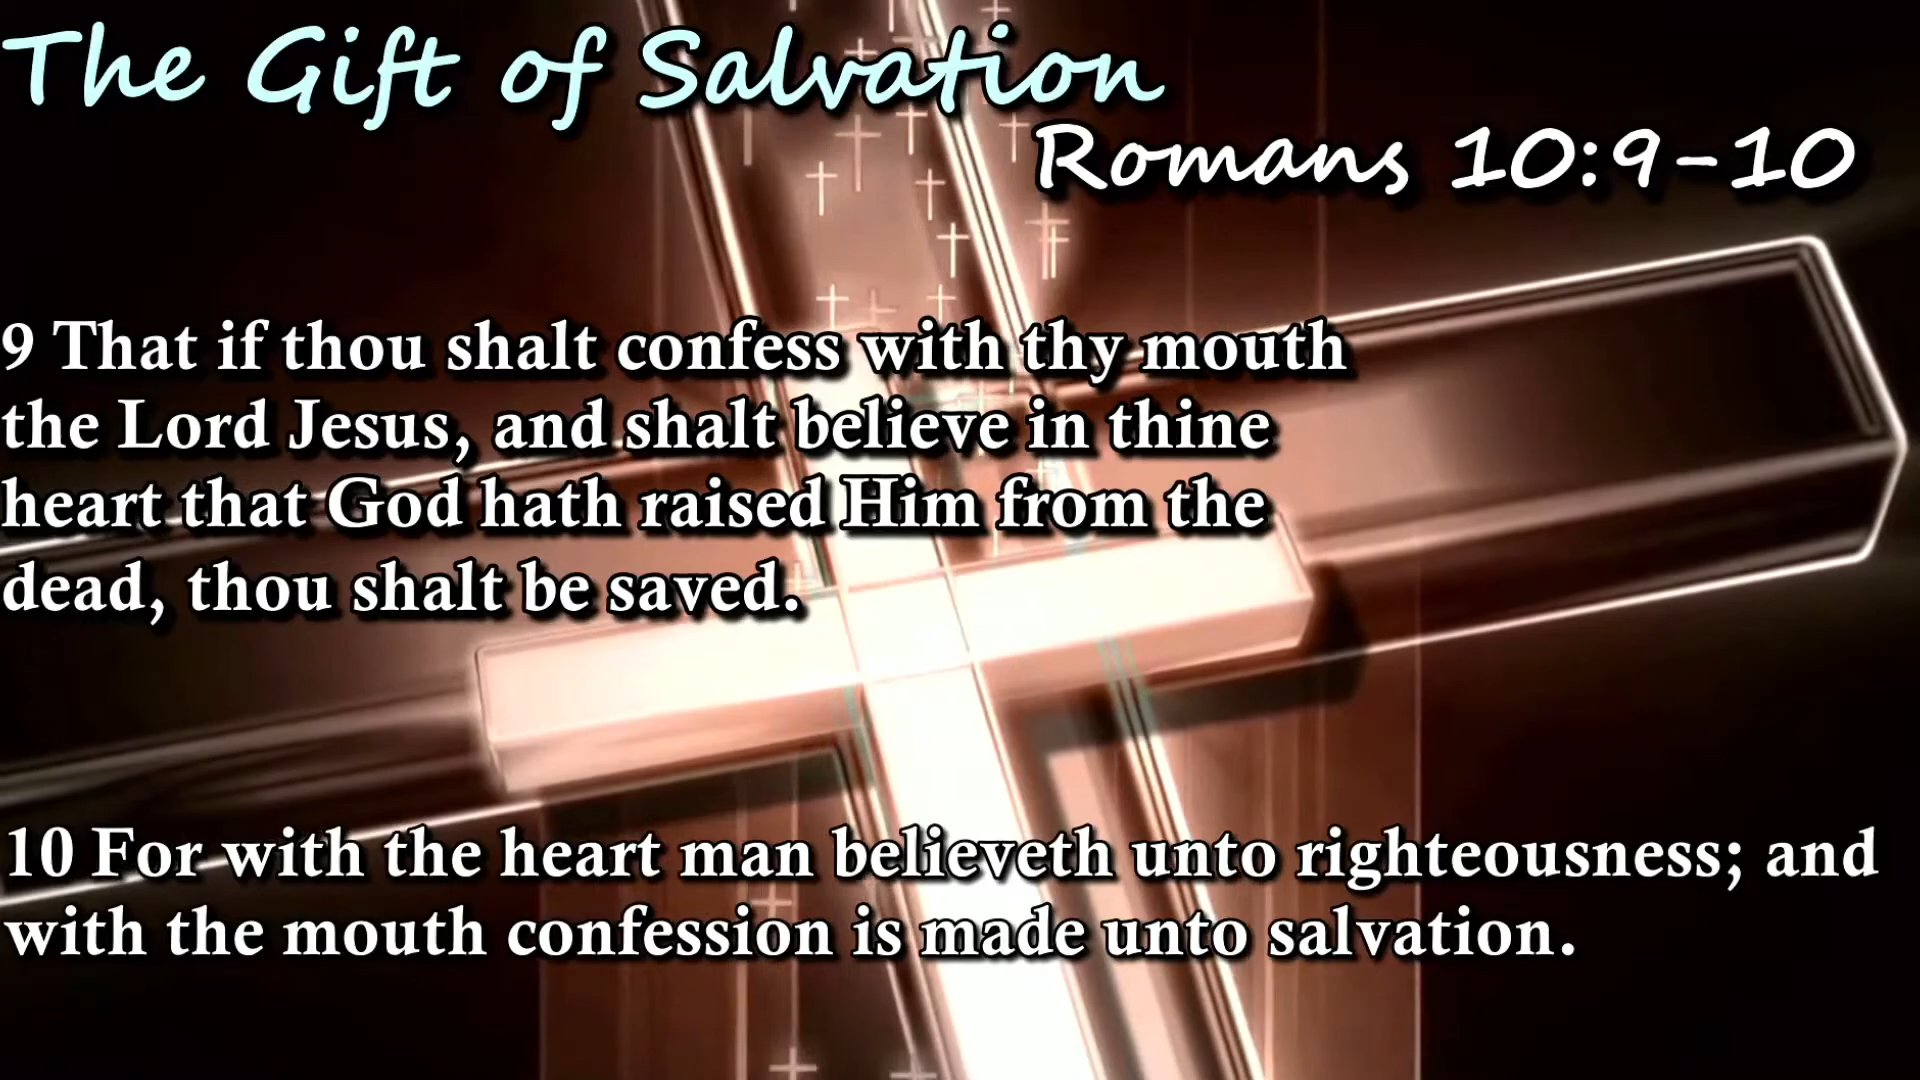 The Gift of Salvation
Romans 10:9-10
9 That if thou shalt confess with thy mouth
the Lord Jesus, and shalt believe in thine
heart that God hath raised Him from the
dead, thou shalt be saved.
10 For with the heart man believeth unto righteousness; and
with the mouth confession is made unto salvation.